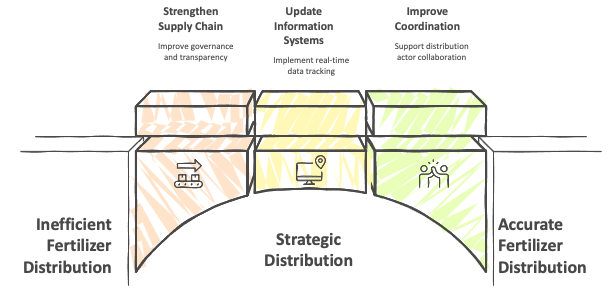 Strengthen
Supply Chain
Improve governance
and transparency
Update
Information
Systems
Implement real-time
data tracking
Improve
Coordination
Support distribution
actor collaboration
Inefficient
Fertilizer
Distribution
Strategic
Distribution
Accurate
Fertilizer
Distribution